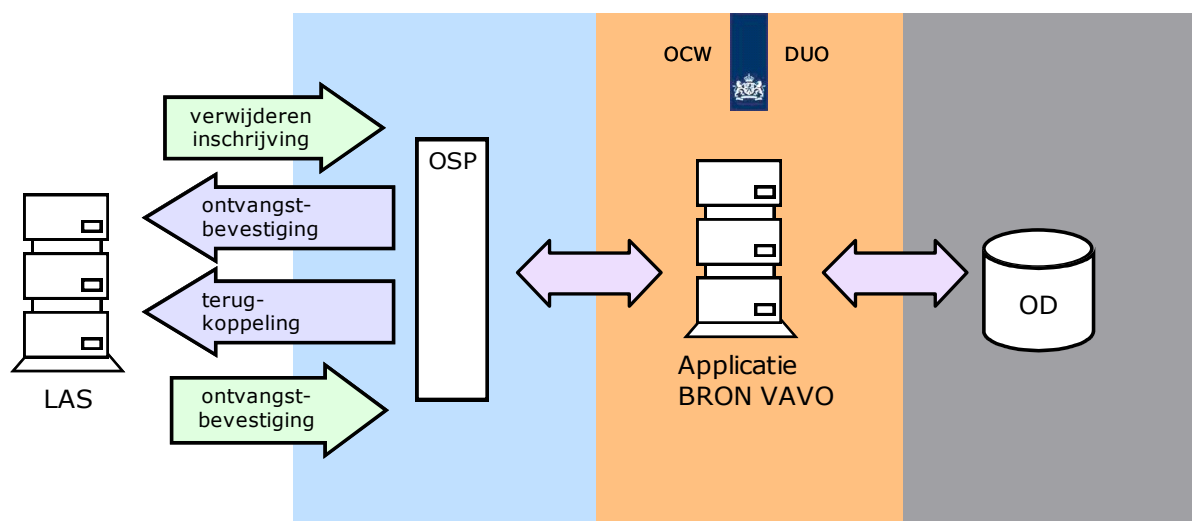 OCW DUO
verwijderen
inschrijving
OSP
ontvangst-
bevestiging
terug-
koppeling
OD
Applicatie
BRON VAVO
LAS
ontvangst-
bevestiging